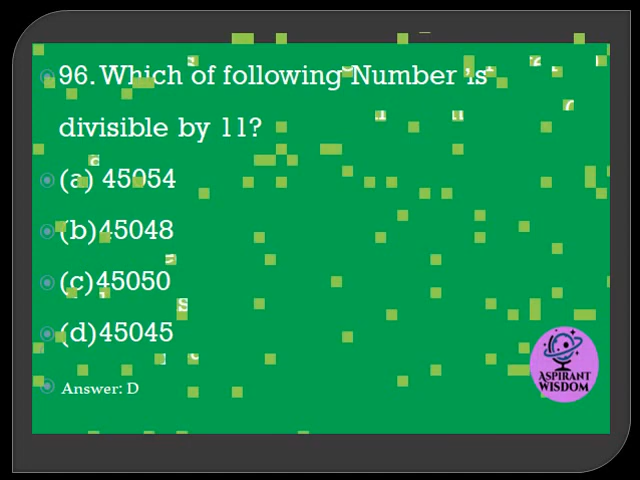 96. Which of following Number is
divisible by 11?
(a) 45054
(b)45048
(c)45050
(d)45045
Answer: D
ASPIRANT
WISDOM